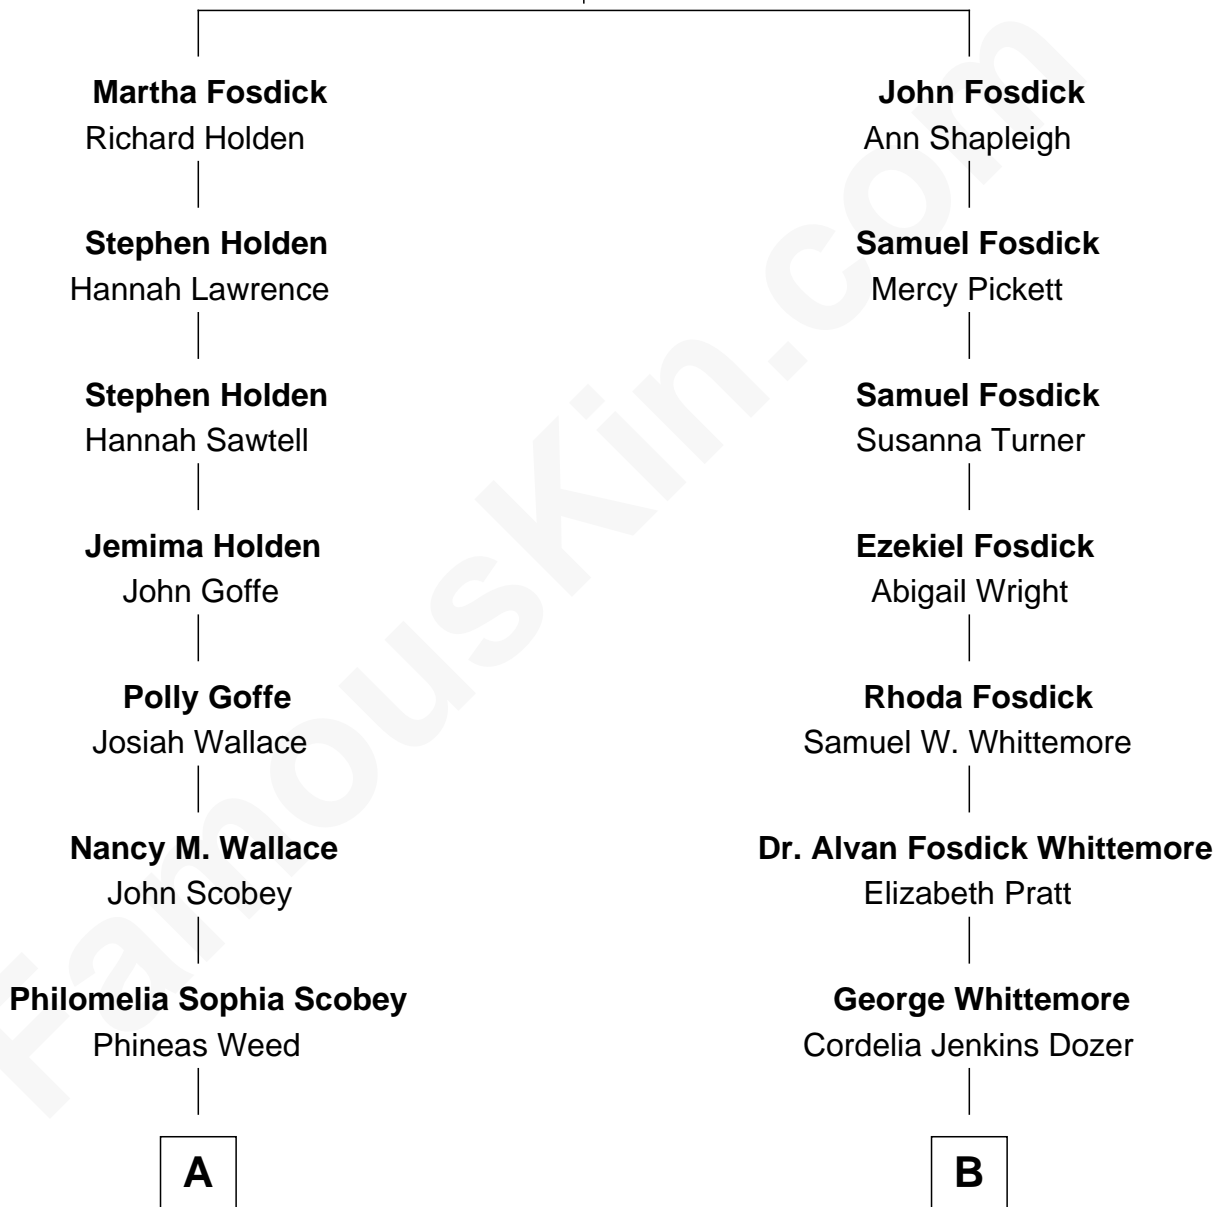 Martha Fosdick
Richard Holden
Stephen Holden
Hannah Lawrence
Stephen Holden
Hannah Sawtell
Jemima Holden
John Goffe
Polly Goffe
Josiah Wallace
Nancy M. Wallace
John Scobey
Philomelia Sophia Scobey
Phineas Weed
A
John Fosdick
Ann Shapleigh
Samuel Fosdick
Mercy Pickett
Samuel Fosdick
Susanna Turner
Ezekiel Fosdick
Abigail Wright
Rhoda Fosdick
Samuel W. Whittemore
Dr. Alvan Fosdick Whittemore
Elizabeth Pratt
George Whittemore
Cordelia Jenkins Dozer
B
FamousKin.com